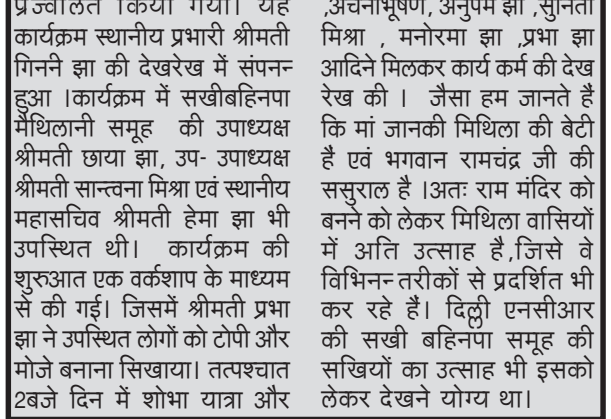 प्रज्वलित किया गया। यह
कार्यक्रम स्थानीय प्रभारी श्रीमती
गिनने झा की देखरेख में संपनन
हुआ ।कार्यक्रम में सखीबहिनपा
मैथिलानी समूह की उपाध्यक्ष
श्रीमती छाया झा, उप- उपाध्यक्ष
श्रीमती सान्त्वना मिश्रा एवं स्थानीय
महासचिव श्रीमती हेमा झा भी
उपस्थित थी। कार्यक्रम की
शुरुआत एक वर्कशाप के माध्यम
से की गई। जिसमें श्रीमती प्रभा
झा ने उपस्थित लोगों को टोपी और
मोजे बनाना सिखाया। तत्पश्चात
2बजे दिन में शोभा यात्रा और
,अर्चनाभूषण, अनुपम झा ,सुनिता
मिश्रा , मनोरमा झा ,प्रभा झा
आदिने मिलकर कार्य कर्म की देख
रेख की । जैसा हम जानते हैं
कि मां जानकी मिथिला की बेटी
है एवं भगवान रामचंद्र जी की
ससुराल है ।अतः राम मंदिर को
बनने को लेकर मिथिला वासियों
में अति उत्साह है,जिसे वे
विभिनन तरीकों से प्रदर्शित भी
कर रहे हैं। दिल्ली एनसीआर
की सखी बहिनपा समूह की
सखियों का उत्साह भी इसको
लेकर देखने योग्य था।